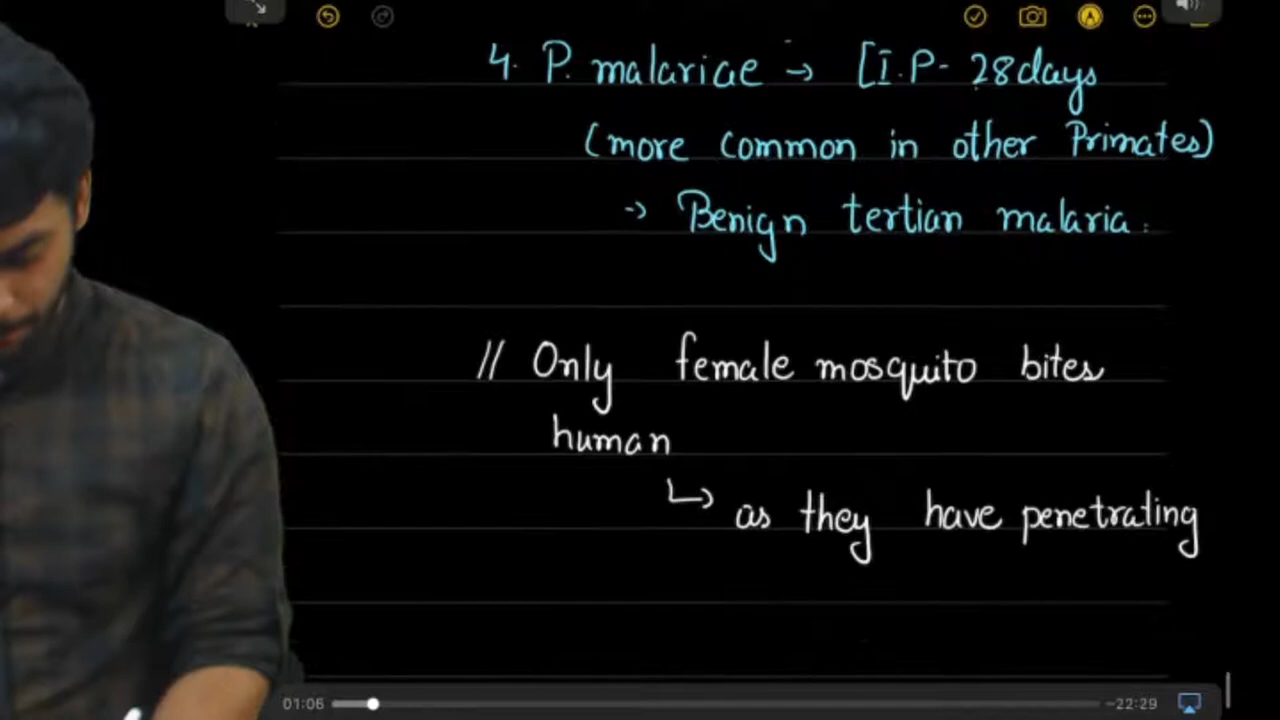 4. P. malariae → [I.P- 28days
(more common in other Primates)
→ Benign tertian malaria.
// Only female mosquito bites
human
↳ as they have penetrating
01:06
-22:29